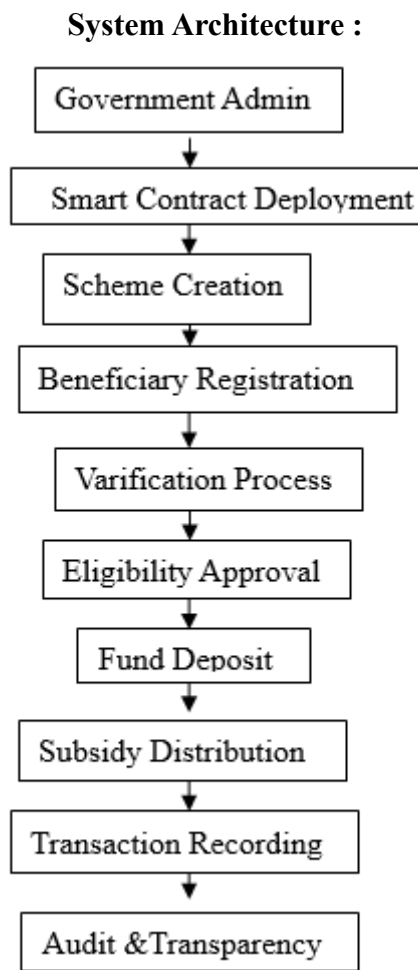 System Architecture :
Government Admin
Smart Contract Deployment
Scheme Creation
Beneficiary Registration
Varification Process
Eligibility Approval
Fund Deposit
Subsidy Distribution
Transaction Recording
Audit &Transparency